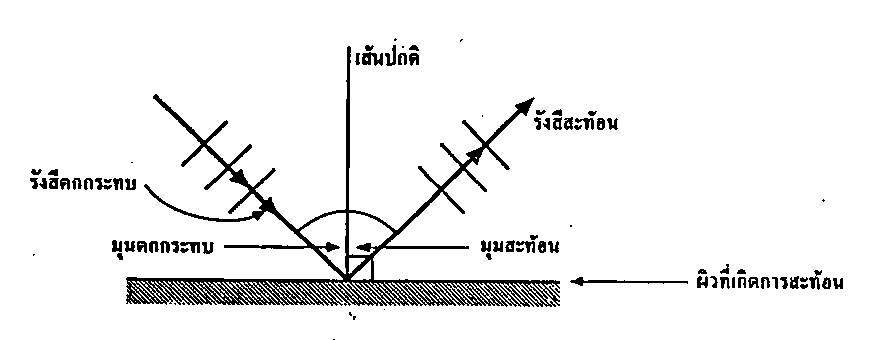 เส้นปกติ
รังสีสะท้อน
รังสีตกกระทบ
มุมตกกระทบ
มุมสะท้อน
ผิวที่เกิดการสะท้อน